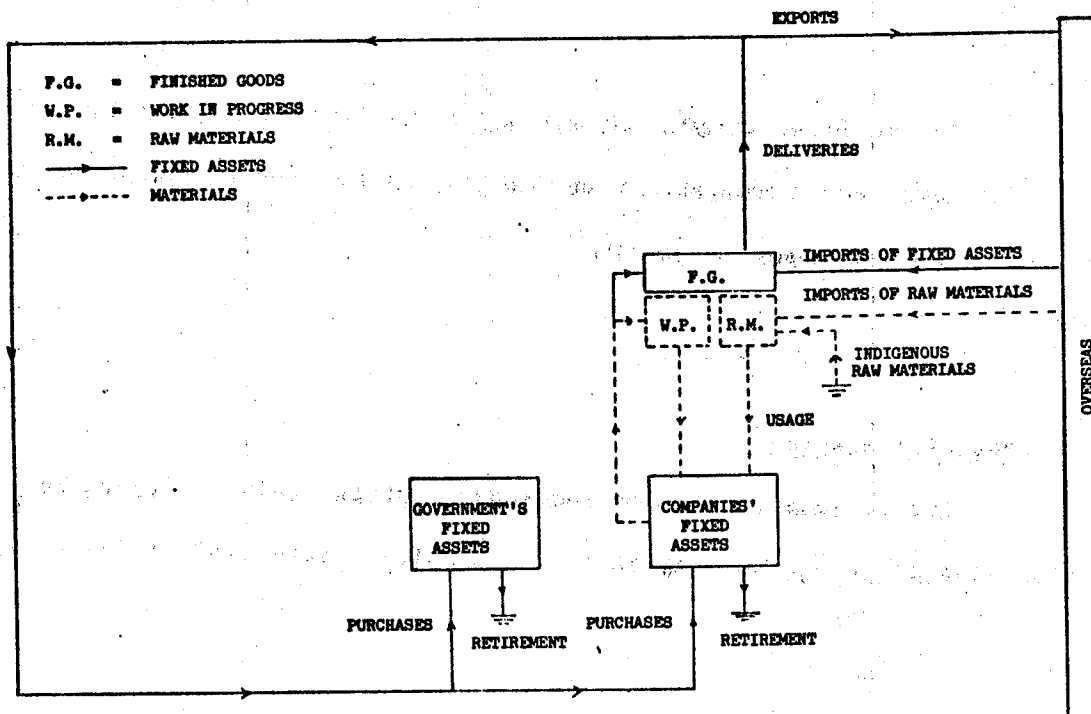 EXPORTS
F.G. = FINISHED GOODS
W.P. = WORK IN PROGRESS
R.M. = RAW MATERIALS
FIXED ASSETS
MATERIALS
DELIVERIES
IMPORTS OF FIXED ASSETS
F.G.
IMPORTS OF RAW MATERIALS
W.P.
R.M.
INDIGENOUS
RAW MATERIALS
OVERSEAS
USAGE
GOVERNMENT'S
FIXED
ASSETS
COMPANIES'
FIXED
ASSETS
PURCHASES
RETIREMENT
PURCHASES
RETIREMENT